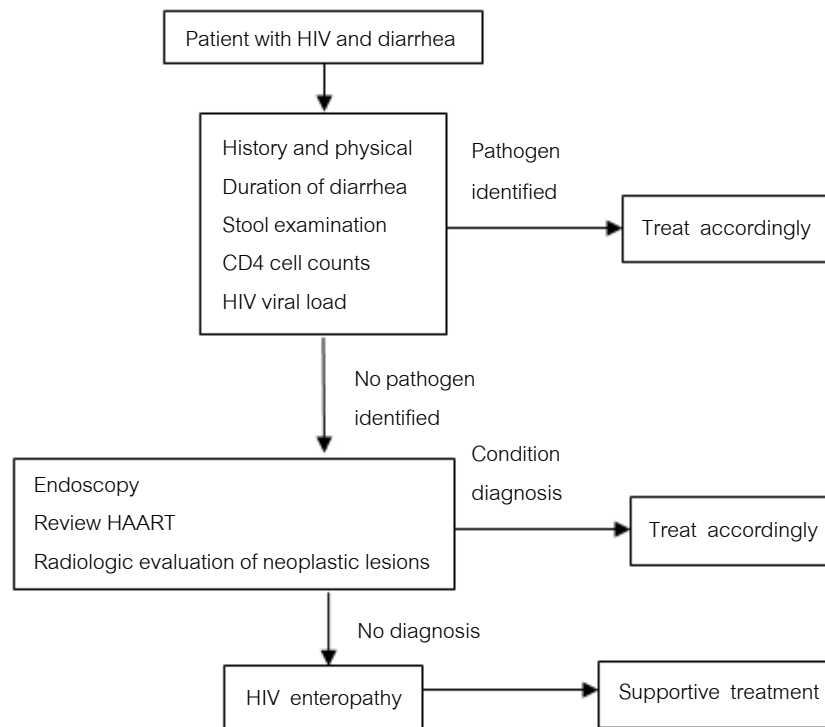 Patient with HIV and diarrhea
History and physical
Duration of diarrhea
Stool examination
CD4 cell counts
HIV viral load
Pathogen
identified
Treat accordingly
No pathogen
identified
Endoscopy
Review HAART
Radiologic evaluation of neoplastic lesions
Condition
diagnosis
Treat accordingly
No diagnosis
HIV enteropathy
Supportive treatment